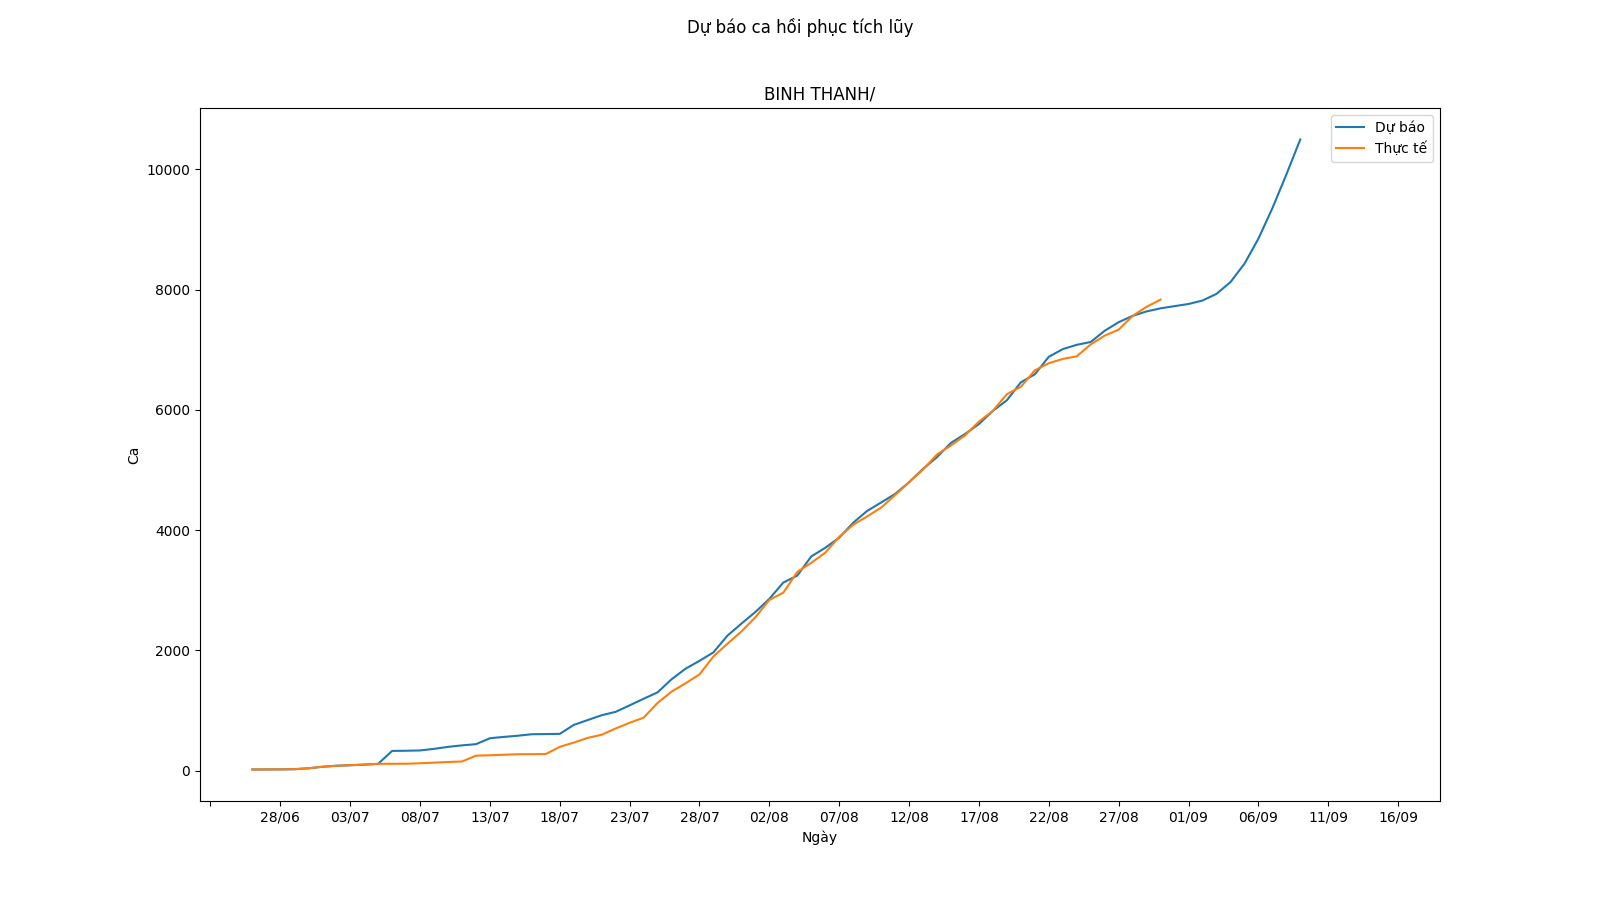 Dự báo ca hồi phục tích lũy
BINH THANH/
Dự báo
Thực tế
10000
8000
6000
4000
2000
0
Ca
28/06 03/07 08/07 13/07 18/07 23/07 28/07 02/08 07/08 12/08 17/08 22/08 27/08 01/09 06/09 11/09 16/09
Ngày